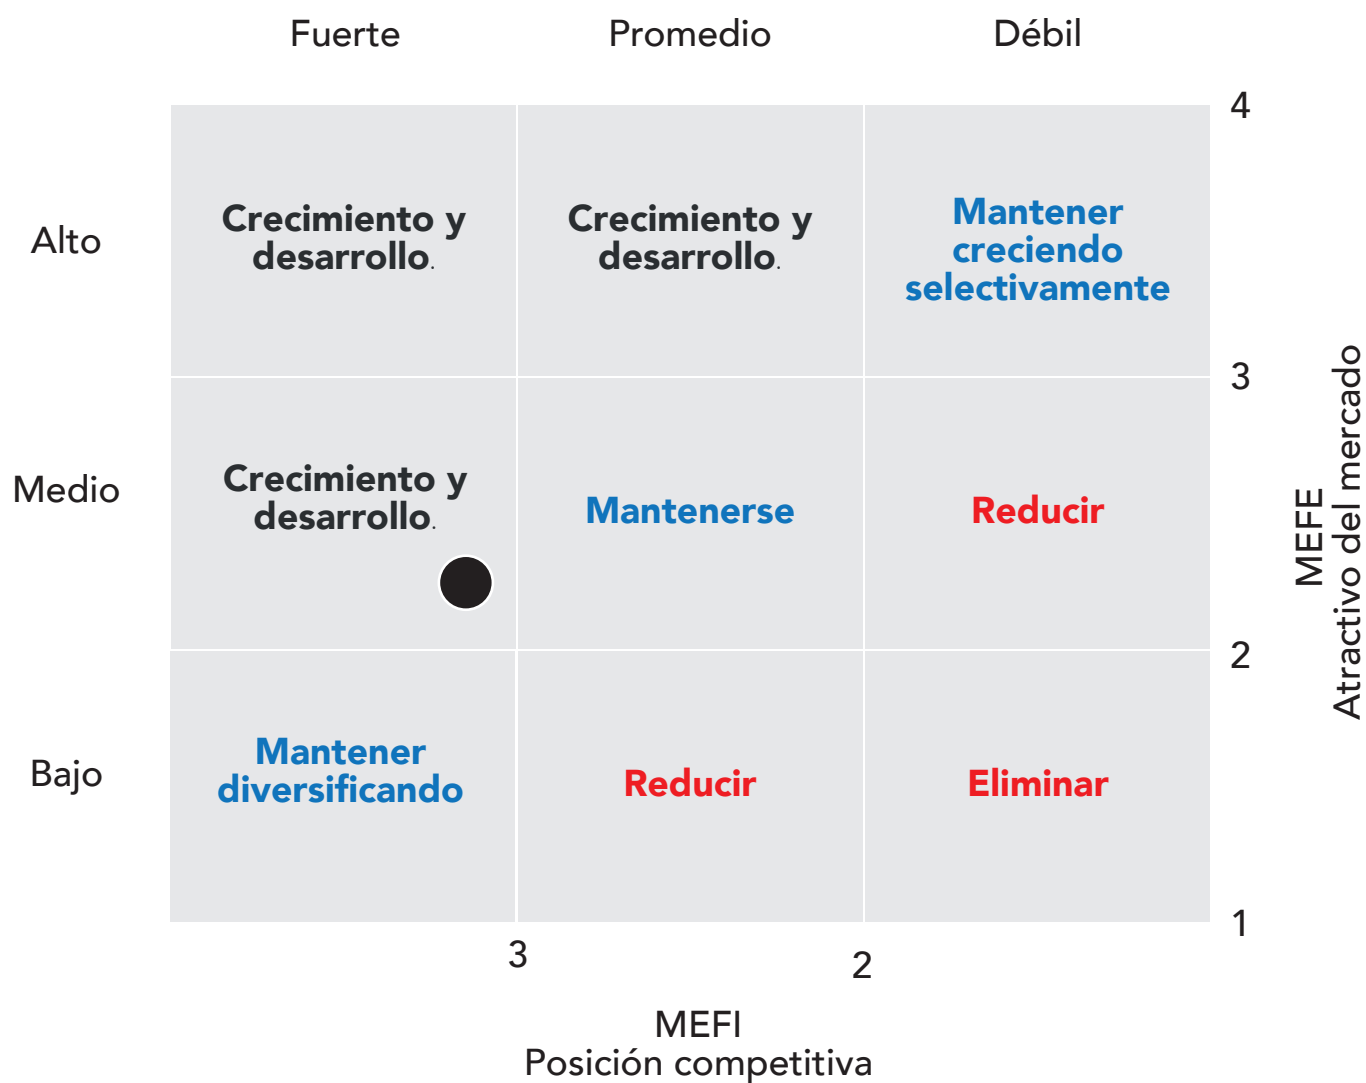 Fuerte
Promedio
Débil
4
Alto
Crecimiento y
desarrollo.
Crecimiento y
desarrollo.
Mantener
creciendo
selectivamente
3
Medio
Crecimiento y
desarrollo.
Mantenerse
Reducir
MEFE
Atractivo del mercado
2
Bajo
Mantener
diversificando
Reducir
Eliminar
1
3
2
MEFI
Posición competitiva